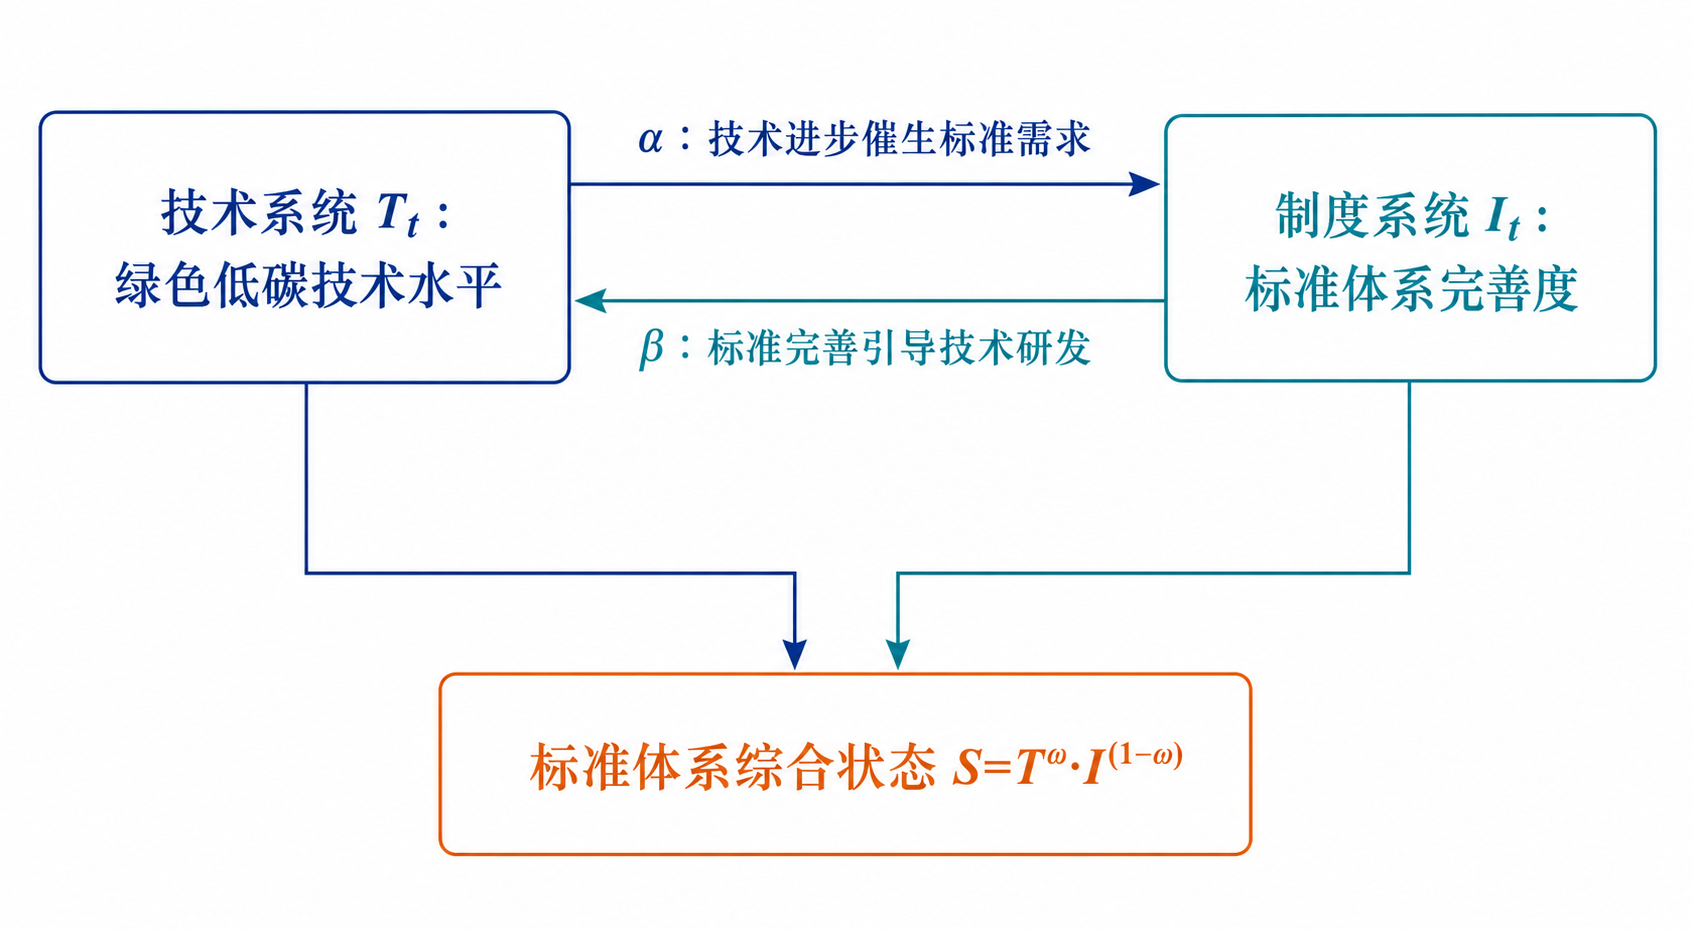 技术系统 Tₜ：
绿色低碳技术水平
α：技术进步催生标准需求
β：标准完善引导技术研发
制度系统 Iₜ：
标准体系完善度
标准体系综合状态 S=T^ω·I^(1−ω)